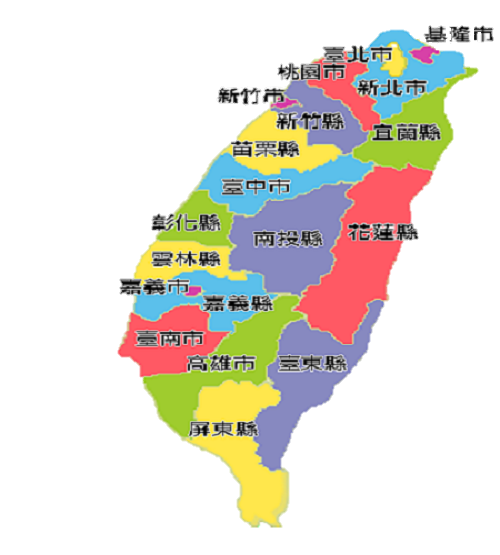 基隆市
臺北市
桃園市
新北市
新竹市
新竹縣
宜蘭縣
苗栗縣
臺中市
彰化縣
南投縣
花蓮縣
雲林縣
嘉義市
嘉義縣
臺南市
高雄市
臺東縣
屏東縣